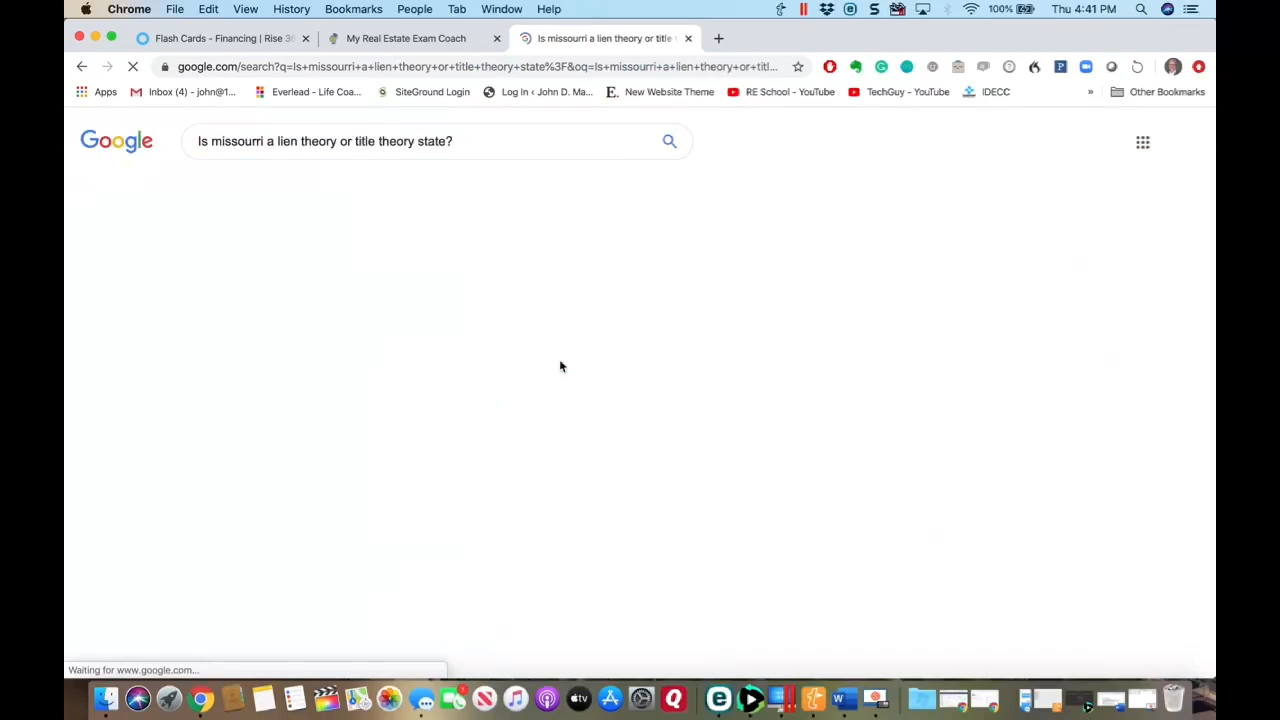 Chrome File Edit View History Bookmarks People Tab Window Help 100% Thu 4:41 PM
Flash Cards - Financing | Rise 36 My Real Estate Exam Coach Is missourri a lien theory or title
google.com/search?q=Is+missourri+a+lien+theory+or+title+theory+state%3F&oq=Is+missourri+a+lien+theory+or+titl...
Apps Inbox (4) - john@1... Everlead - Life Coa... SiteGround Login Log In ‹ John D. Ma... E. New Website Theme RE School - YouTube TechGuy - YouTube IDECC » Other Bookmarks
Google Is missourri a lien theory or title theory state?
Waiting for www.google.com...